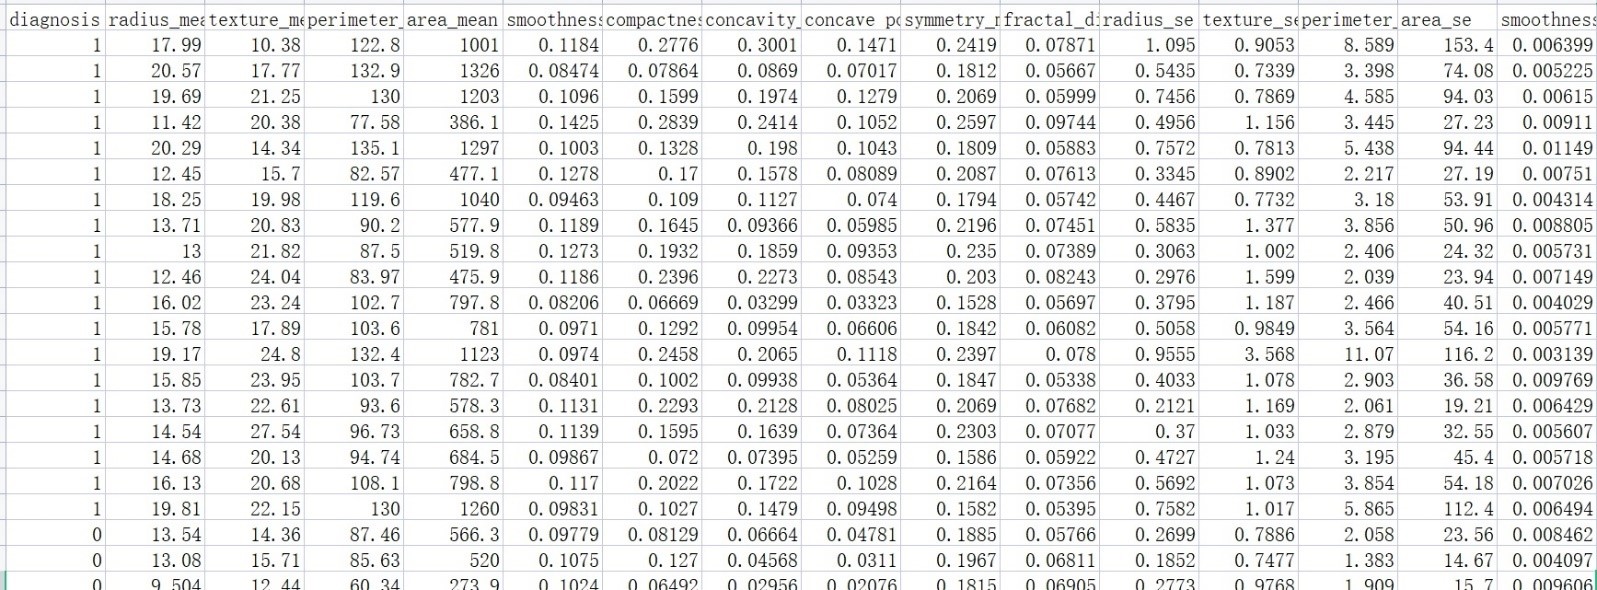 diagnosis radius_mea texture_me perimeter_ area_mean smoothness compactnes concavity_ concave po symmetry_m fractal_di radius_se texture_se perimeter_ area_se smoothness
1 17.99 10.38 122.8 1001 0.1184 0.2776 0.3001 0.1471 0.2419 0.07871 1.095 0.9053 8.589 153.4 0.006399
1 20.57 17.77 132.9 1326 0.08474 0.07864 0.0869 0.07017 0.1812 0.05667 0.5435 0.7339 3.398 74.08 0.005225
1 19.69 21.25 130 1203 0.1096 0.1599 0.1974 0.1279 0.2069 0.05999 0.7456 0.7869 4.585 94.03 0.00615
1 11.42 20.38 77.58 386.1 0.1425 0.2839 0.2414 0.1052 0.2597 0.09744 0.4956 1.156 3.445 27.23 0.00911
1 20.29 14.34 135.1 1297 0.1003 0.1328 0.198 0.1043 0.1809 0.05883 0.7572 0.7813 5.438 94.44 0.01149
1 12.45 15.7 82.57 477.1 0.1278 0.17 0.1578 0.08089 0.2087 0.07613 0.3345 0.8902 2.217 27.19 0.00751
1 18.25 19.98 119.6 1040 0.09463 0.109 0.1127 0.074 0.1794 0.05742 0.4467 0.7732 3.18 53.91 0.004314
1 13.71 20.83 90.2 577.9 0.1189 0.1645 0.09366 0.05985 0.2196 0.07451 0.5835 1.377 3.856 50.96 0.008805
1 13 21.82 87.5 519.8 0.1273 0.1932 0.1859 0.09353 0.235 0.07389 0.3063 1.002 2.406 24.32 0.005731
1 12.46 24.04 83.97 475.9 0.1186 0.2396 0.2273 0.08543 0.203 0.08243 0.2976 1.599 2.039 23.94 0.007149
1 16.02 23.24 102.7 797.8 0.08206 0.06669 0.03299 0.03323 0.1528 0.05697 0.3795 1.187 2.466 40.51 0.004029
1 15.78 17.89 103.6 781 0.0971 0.1292 0.09954 0.06606 0.1842 0.06082 0.5058 0.9849 3.564 54.16 0.005771
1 19.17 24.8 132.4 1123 0.0974 0.2458 0.2065 0.1118 0.2397 0.078 0.9555 3.568 11.07 116.2 0.003139
1 15.85 23.95 103.7 782.7 0.08401 0.1002 0.09938 0.05364 0.1847 0.05338 0.4033 1.078 2.903 36.58 0.009769
1 13.73 22.61 93.6 578.3 0.1131 0.2293 0.2128 0.08025 0.2069 0.07682 0.2121 1.169 2.061 19.21 0.006429
1 14.54 27.54 96.73 658.8 0.1139 0.1595 0.1639 0.07364 0.2303 0.07077 0.37 1.033 2.879 32.55 0.005607
1 14.68 20.13 94.74 684.5 0.09867 0.072 0.07395 0.05259 0.1586 0.05922 0.4727 1.24 3.195 45.4 0.005718
1 16.13 20.68 108.1 798.8 0.117 0.2022 0.1722 0.1028 0.2164 0.07356 0.5692 1.073 3.854 54.18 0.007026
1 19.81 22.15 130 1260 0.09831 0.1027 0.1479 0.09498 0.1582 0.05395 0.7582 1.017 5.865 112.4 0.006494
0 13.54 14.36 87.46 566.3 0.09779 0.08129 0.06664 0.04781 0.1885 0.05766 0.2699 0.7886 2.058 23.56 0.008462
0 13.08 15.71 85.63 520 0.1075 0.127 0.04568 0.0311 0.1967 0.06811 0.1852 0.7477 1.383 14.67 0.004097
0 9.504 12.44 60.34 273.9 0.1024 0.06492 0.02956 0.02076 0.1815 0.06905 0.2773 0.9768 1.909 15.7 0.009606